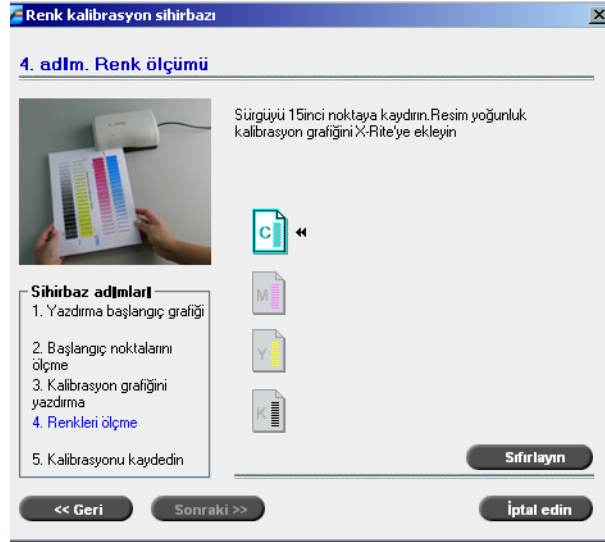 Renk kalibrasyon sihirbazı
4. adIm. Renk ölçümü
Sürgüyü 15inci noktaya kaydırın.Resim yoğunluk
kalibrasyon grafiğini X-Rite'ye ekleyin
C
M
Y
K
Sihirbaz adImlarI
1. Yazdırma başlangıç grafiği
2. Başlangıç noktalarını
ölçme
3. Kalibrasyon grafiğini
yazdırma
4. Renkleri ölçme
5. Kalibrasyonu kaydedin
Sıfırlayın
<< Geri
Sonraki >>
İptal edin